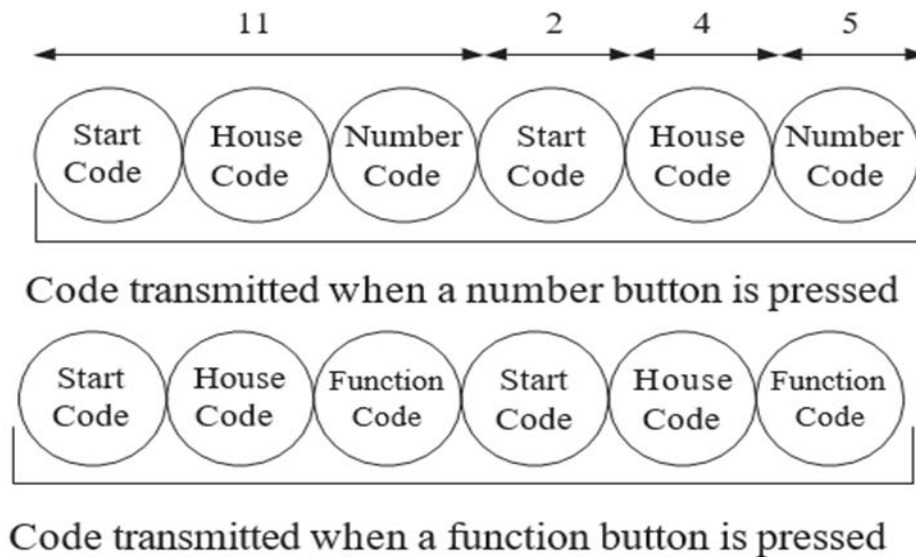 11 2 4 5
Start Code House Code Number Code Start Code House Code Number Code
Code transmitted when a number button is pressed
Start Code House Code Function Code Start Code House Code Function Code
Code transmitted when a function button is pressed